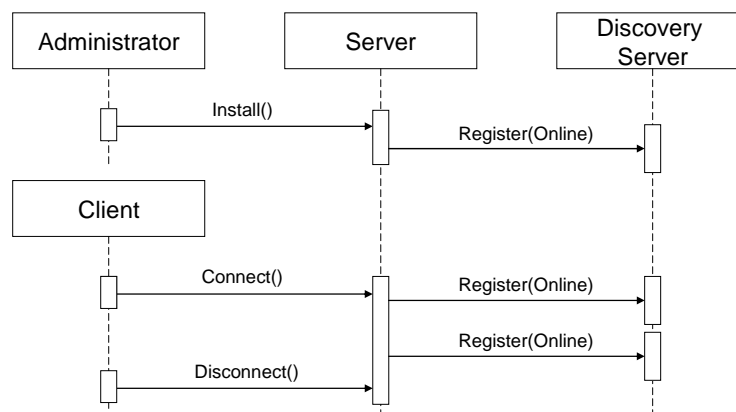 Administrator
Server
Discovery
Server
Install()
Register(Online)
Client
Connect()
Register(Online)
Register(Online)
Disconnect()